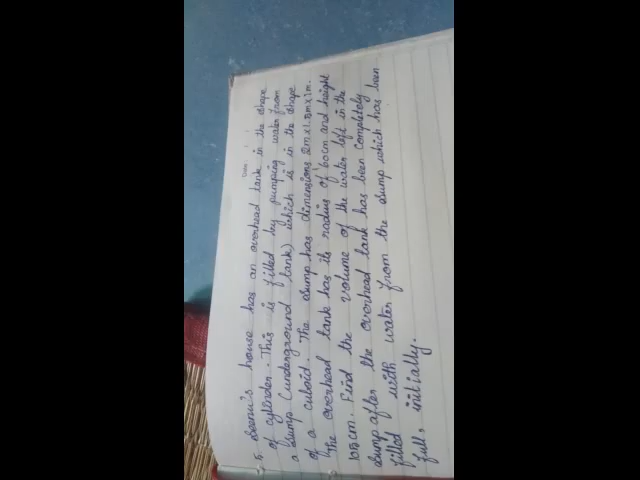 5. Seenu's house has an overhead tank in the shape
of cylinder. This is filled by pumping water from
a sump (underground tank) which is in the shape
of a cuboid. The sump has dimensions 2m x 1.5m x 1m.
The overhead tank has its radius of 60cm and height
105cm. Find the volume of the water left in the
sump after the overhead tank has been completely
filled with water from the sump which has been
full, initially.